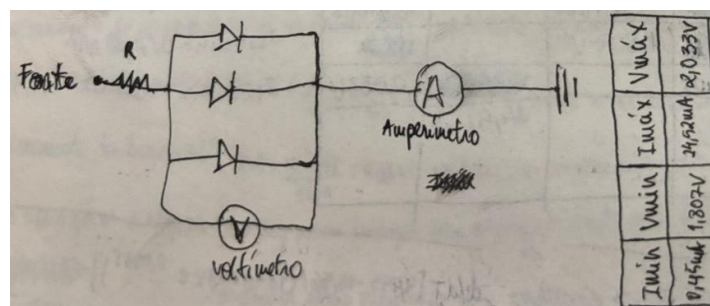 R
Fonte
A
Amperímetro
V
voltímetro
Imin Vmin Imáx Vmáx
0,45mA 1,807V 24,52mA 2,033V